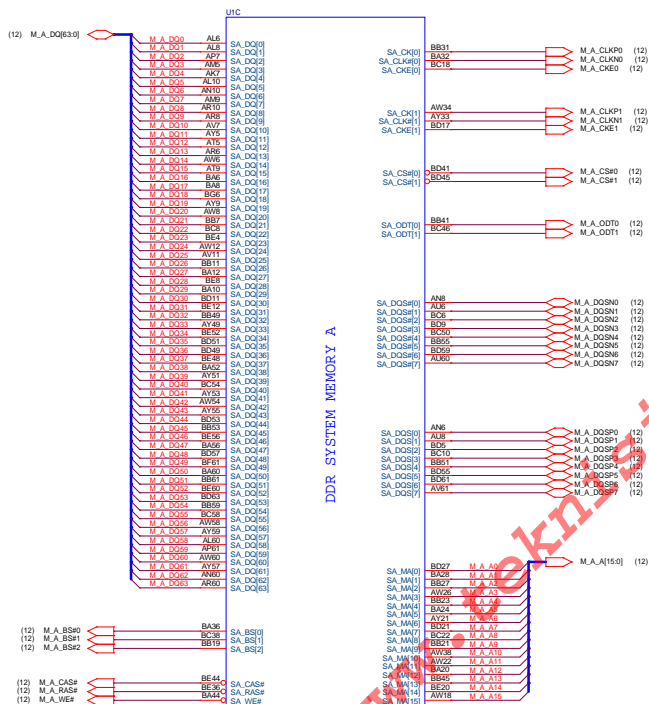 U1C
(12) M_A_DQ[63:0]
M_A_DQ0 AL6 SA_DQ[0]
M_A_DQ1 AL8 SA_DQ[1]
M_A_DQ2 AP7 SA_DQ[2]
M_A_DQ3 AM5 SA_DQ[3]
M_A_DQ4 AK7 SA_DQ[4]
M_A_DQ5 AL10 SA_DQ[5]
M_A_DQ6 AN10 SA_DQ[6]
M_A_DQ7 AM9 SA_DQ[7]
M_A_DQ8 AR10 SA_DQ[8]
M_A_DQ9 AR8 SA_DQ[9]
M_A_DQ10 AV7 SA_DQ[10]
M_A_DQ11 AY5 SA_DQ[11]
M_A_DQ12 AT5 SA_DQ[12]
M_A_DQ13 AR6 SA_DQ[13]
M_A_DQ14 AW6 SA_DQ[14]
M_A_DQ15 AT9 SA_DQ[15]
M_A_DQ16 BA6 SA_DQ[16]
M_A_DQ17 BA8 SA_DQ[17]
M_A_DQ18 BG6 SA_DQ[18]
M_A_DQ19 AY9 SA_DQ[19]
M_A_DQ20 AW8 SA_DQ[20]
M_A_DQ21 BB7 SA_DQ[21]
M_A_DQ22 BC8 SA_DQ[22]
M_A_DQ23 BE4 SA_DQ[23]
M_A_DQ24 AW12 SA_DQ[24]
M_A_DQ25 AV11 SA_DQ[25]
M_A_DQ26 BB11 SA_DQ[26]
M_A_DQ27 BA12 SA_DQ[27]
M_A_DQ28 BE8 SA_DQ[28]
M_A_DQ29 BA10 SA_DQ[29]
M_A_DQ30 BD11 SA_DQ[30]
M_A_DQ31 BE12 SA_DQ[31]
M_A_DQ32 BB49 SA_DQ[32]
M_A_DQ33 AY49 SA_DQ[33]
M_A_DQ34 BE52 SA_DQ[34]
M_A_DQ35 BD51 SA_DQ[35]
M_A_DQ36 BD49 SA_DQ[36]
M_A_DQ37 BE48 SA_DQ[37]
M_A_DQ38 BA52 SA_DQ[38]
M_A_DQ39 AY51 SA_DQ[39]
M_A_DQ40 BC54 SA_DQ[40]
M_A_DQ41 AY53 SA_DQ[41]
M_A_DQ42 AW54 SA_DQ[42]
M_A_DQ43 AY55 SA_DQ[43]
M_A_DQ44 BD53 SA_DQ[44]
M_A_DQ45 BB53 SA_DQ[45]
M_A_DQ46 BE56 SA_DQ[46]
M_A_DQ47 BA56 SA_DQ[47]
M_A_DQ48 BD57 SA_DQ[48]
M_A_DQ49 BF61 SA_DQ[49]
M_A_DQ50 BA60 SA_DQ[50]
M_A_DQ51 BB61 SA_DQ[51]
M_A_DQ52 BE60 SA_DQ[52]
M_A_DQ53 BD63 SA_DQ[53]
M_A_DQ54 BB59 SA_DQ[54]
M_A_DQ55 BC58 SA_DQ[55]
M_A_DQ56 AW58 SA_DQ[56]
M_A_DQ57 AY59 SA_DQ[57]
M_A_DQ58 AL60 SA_DQ[58]
M_A_DQ59 AP61 SA_DQ[59]
M_A_DQ60 AW60 SA_DQ[60]
M_A_DQ61 AY57 SA_DQ[61]
M_A_DQ62 AN60 SA_DQ[62]
M_A_DQ63 AR60 SA_DQ[63]
(12) M_A_BS#0 BA36 SA_BS[0]
(12) M_A_BS#1 BC38 SA_BS[1]
(12) M_A_BS#2 BB19 SA_BS[2]
(12) M_A_CAS# BE44 SA_CAS#
(12) M_A_RAS# BE36 SA_RAS#
(12) M_A_WE# BA44 SA_WE#
DDR SYSTEM MEMORY A
SA_CK[0] BB31 M_A_CLKP0 (12)
SA_CLK#[0] BA32 M_A_CLKN0 (12)
SA_CKE[0] BC18 M_A_CKE0 (12)
SA_CK[1] AW34 M_A_CLKP1 (12)
SA_CLK#[1] AY33 M_A_CLKN1 (12)
SA_CKE[1] BD17 M_A_CKE1 (12)
SA_CS#[0] BD41 M_A_CS#0 (12)
SA_CS#[1] BD45 M_A_CS#1 (12)
SA_ODT[0] BB41 M_A_ODT0 (12)
SA_ODT[1] BC46 M_A_ODT1 (12)
SA_DQS#[0] AN8 M_A_DQSN0 (12)
SA_DQS#[1] AU6 M_A_DQSN1 (12)
SA_DQS#[2] BC6 M_A_DQSN2 (12)
SA_DQS#[3] BD9 M_A_DQSN3 (12)
SA_DQS#[4] BC50 M_A_DQSN4 (12)
SA_DQS#[5] BB55 M_A_DQSN5 (12)
SA_DQS#[6] BD59 M_A_DQSN6 (12)
SA_DQS#[7] AU60 M_A_DQSN7 (12)
SA_DQS[0] AN6 M_A_DQSP0 (12)
SA_DQS[1] AU8 M_A_DQSP1 (12)
SA_DQS[2] BD5 M_A_DQSP2 (12)
SA_DQS[3] BC10 M_A_DQSP3 (12)
SA_DQS[4] BB51 M_A_DQSP4 (12)
SA_DQS[5] BD55 M_A_DQSP5 (12)
SA_DQS[6] BD61 M_A_DQSP6 (12)
SA_DQS[7] AV61 M_A_DQSP7 (12)
M_A_A[15:0] (12)
SA_MA[0] BD27 M_A_A0
SA_MA[1] BA28 M_A_A1
SA_MA[2] BB27 M_A_A2
SA_MA[3] AW26 M_A_A3
SA_MA[4] BB23 M_A_A4
SA_MA[5] BA24 M_A_A5
SA_MA[6] AY21 M_A_A6
SA_MA[7] BD21 M_A_A7
SA_MA[8] BC22 M_A_A8
SA_MA[9] BB21 M_A_A9
SA_MA[10] AW38 M_A_A10
SA_MA[11] AW22 M_A_A11
SA_MA[12] BA20 M_A_A12
SA_MA[13] BB45 M_A_A13
SA_MA[14] BE20 M_A_A14
SA_MA[15] AW18 M_A_A15
www.teknis